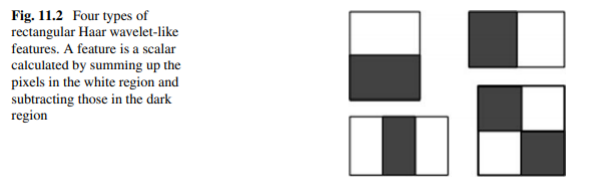 Fig. 11.2 Four types of
rectangular Haar wavelet-like
features. A feature is a scalar
calculated by summing up the
pixels in the white region and
subtracting those in the dark
region